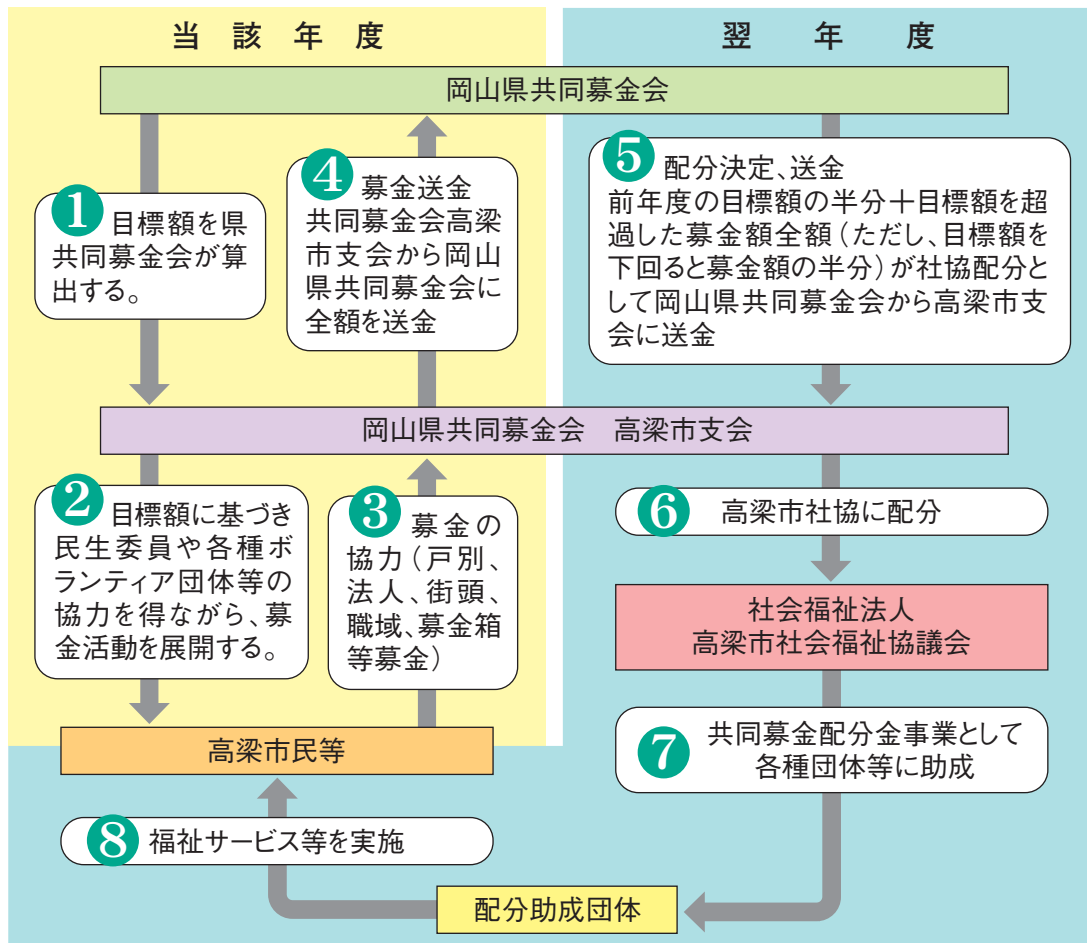 当該年度
翌年度
岡山県共同募金会
1 目標額を県
共同募金会が算
出する。
4 募金送金
共同募金会高梁
市支会から岡山
県共同募金会に
全額を送金
5 配分決定、送金
前年度の目標額の半分＋目標額を超
過した募金額全額（ただし、目標額を
下回ると募金額の半分）が社協配分と
して岡山県共同募金会から高梁市支
会に送金
岡山県共同募金会　高梁市支会
2 目標額に基づき
民生委員や各種ボ
ランティア団体等の
協力を得ながら、募
金活動を展開する。
3 募金の
協力（戸別、
法人、街頭、
職域、募金箱
等募金）
6 高梁市社協に配分
社会福祉法人
高梁市社会福祉協議会
7 共同募金配分金事業として
各種団体等に助成
高梁市民等
8 福祉サービス等を実施
配分助成団体